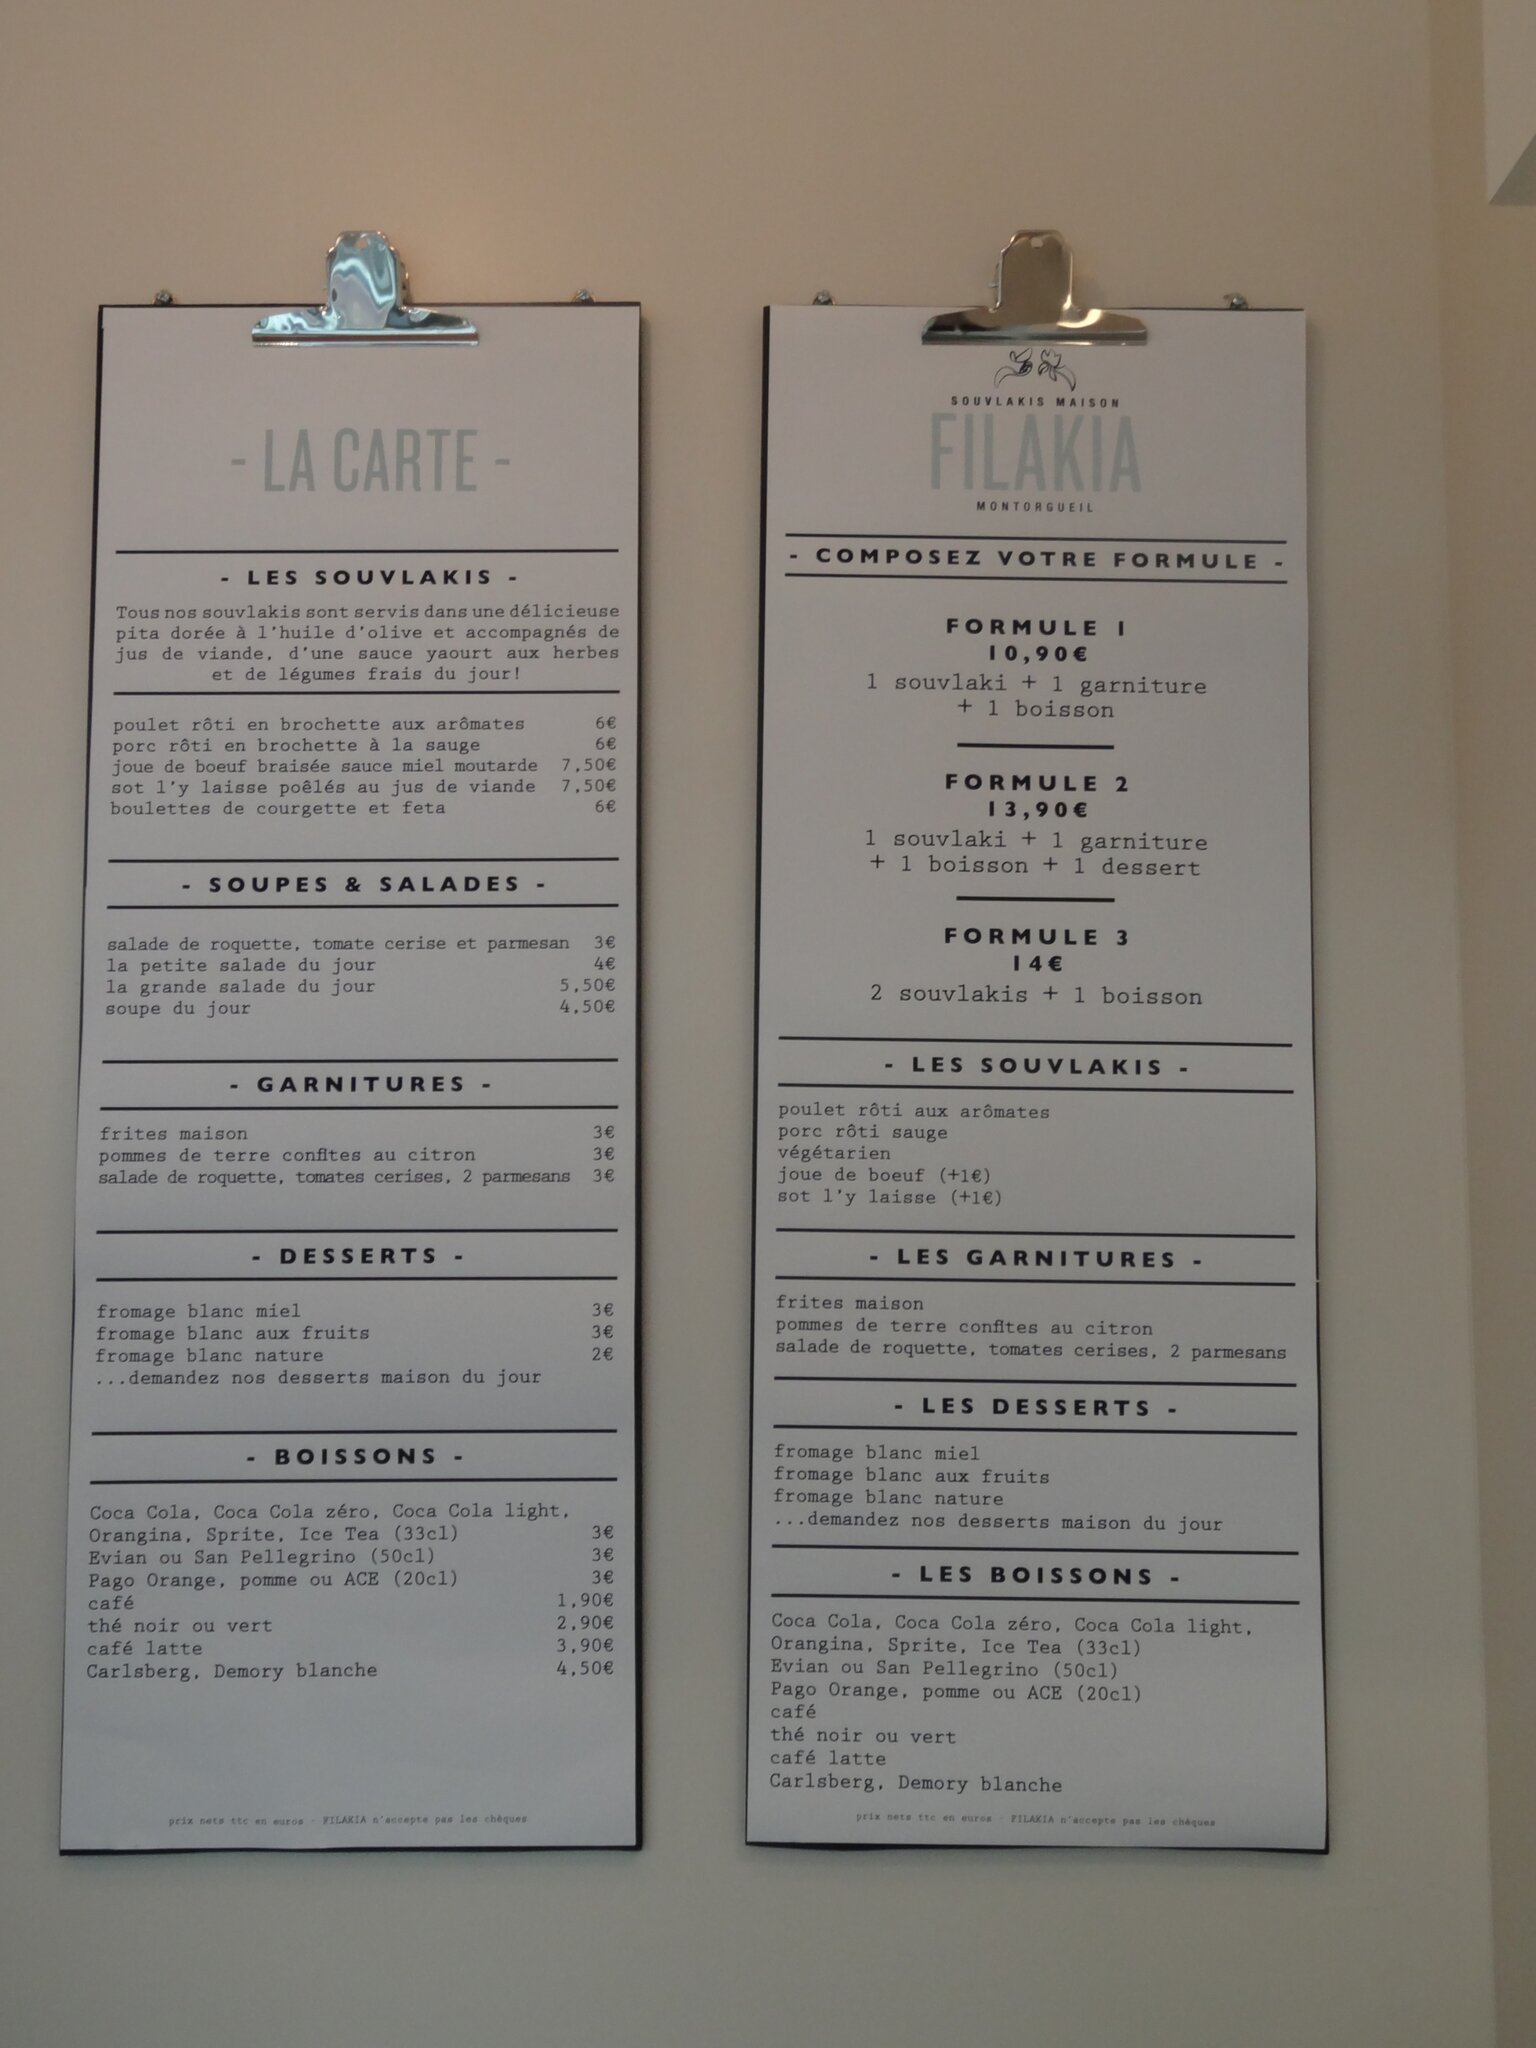 - LA CARTE -
- LES SOUVLAKIS -
Tous nos souvlakis sont servis dans une délicieuse
pita dorée à l'huile d'olive et accompagnés de
jus de viande, d'une sauce yaourt aux herbes
et de légumes frais du jour!
poulet rôti en brochette aux arômates 6€
porc rôti en brochette à la sauge 6€
joue de boeuf braisée sauce miel moutarde 7,50€
sot l'y laisse poêlés au jus de viande 7,50€
boulettes de courgette et feta 6€
- SOUPES & SALADES -
salade de roquette, tomate cerise et parmesan 3€
la petite salade du jour 4€
la grande salade du jour 5,50€
soupe du jour 4,50€
- GARNITURES -
frites maison 3€
pommes de terre confites au citron 3€
salade de roquette, tomates cerises, 2 parmesans 3€
- DESSERTS -
fromage blanc miel 3€
fromage blanc aux fruits 3€
fromage blanc nature 2€
...demandez nos desserts maison du jour
- BOISSONS -
Coca Cola, Coca Cola zéro, Coca Cola light,
Orangina, Sprite, Ice Tea (33cl) 3€
Evian ou San Pellegrino (50cl) 3€
Pago Orange, pomme ou ACE (20cl) 3€
café 1,90€
thé noir ou vert 2,90€
café latte 3,90€
Carlsberg, Demory blanche 4,50€
prix nets ttc en euros - FILAKIA n'accepte pas les chèques
SOUVLAKIS MAISON
FILAKIA
MONTORGUEIL
- COMPOSEZ VOTRE FORMULE -
FORMULE 1
10,90€
1 souvlaki + 1 garniture
+ 1 boisson
FORMULE 2
13,90€
1 souvlaki + 1 garniture
+ 1 boisson + 1 dessert
FORMULE 3
14€
2 souvlakis + 1 boisson
- LES SOUVLAKIS -
poulet rôti aux arômates
porc rôti sauge
végétarien
joue de boeuf (+1€)
sot l'y laisse (+1€)
- LES GARNITURES -
frites maison
pommes de terre confites au citron
salade de roquette, tomates cerises, 2 parmesans
- LES DESSERTS -
fromage blanc miel
fromage blanc aux fruits
fromage blanc nature
...demandez nos desserts maison du jour
- LES BOISSONS -
Coca Cola, Coca Cola zéro, Coca Cola light,
Orangina, Sprite, Ice Tea (33cl)
Evian ou San Pellegrino (50cl)
Pago Orange, pomme ou ACE (20cl)
café
thé noir ou vert
café latte
Carlsberg, Demory blanche
prix nets ttc en euros - FILAKIA n'accepte pas les chèques